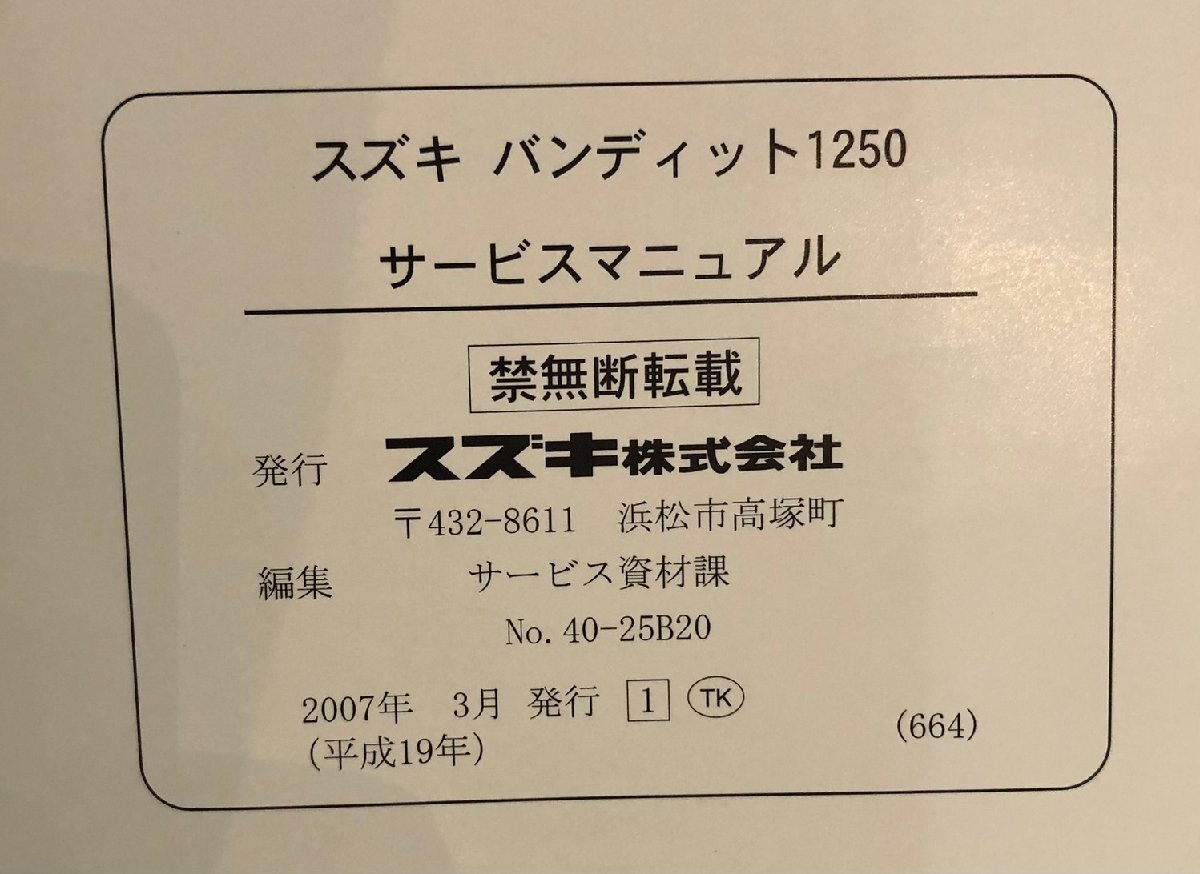 スズキ バンディット1250
サービスマニュアル
禁無断転載
発行 スズキ株式会社
〒432-8611 浜松市高塚町
編集 サービス資材課
No. 40-25B20
2007年 3月 発行 1 TK
(平成19年)
(664)